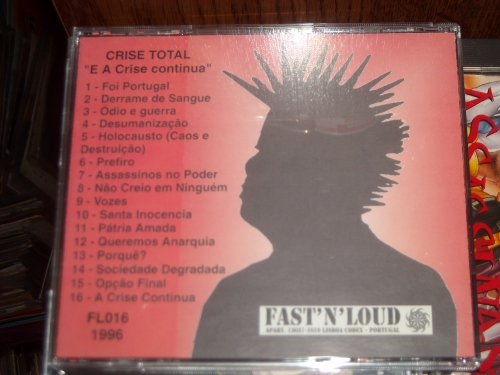 CRISE TOTAL
"E A Crise continua"
1 - Foi Portugal
2 - Derrame de Sangue
3 - Ódio e guerra
4 - Desumanização
5 - Holocausto (Caos e
Destruição)
6 - Prefiro
7 - Assassinos no Poder
8 - Não Creio em Ninguém
9 - Vozes
10 - Santa Inocencia
11 - Pátria Amada
12 - Queremos Anarquia
13 - Porquê?
14 - Sociedade Degradada
15 - Opção Final
16 - A Crise Continua
FL016
1996
FAST'N'LOUD
LISBOA CODEX - PORTUGAL